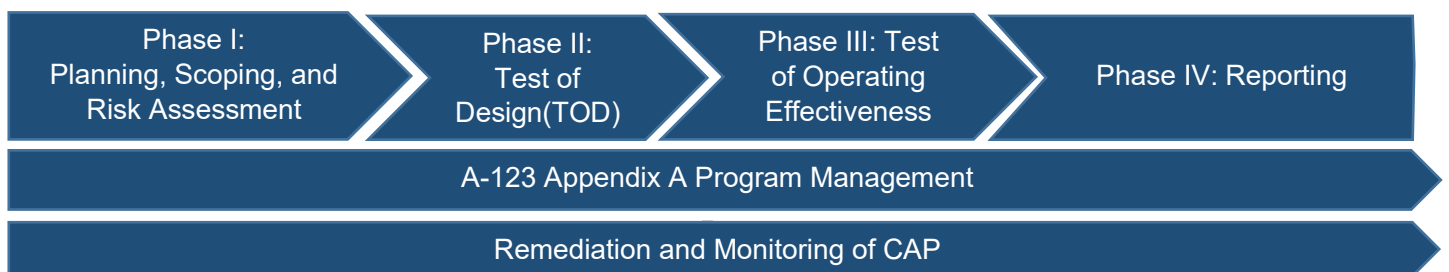 Phase I:
Planning, Scoping, and
Risk Assessment
Phase II:
Test of
Design(TOD)
Phase III: Test
of Operating
Effectiveness
Phase IV: Reporting
A-123 Appendix A Program Management
Remediation and Monitoring of CAP